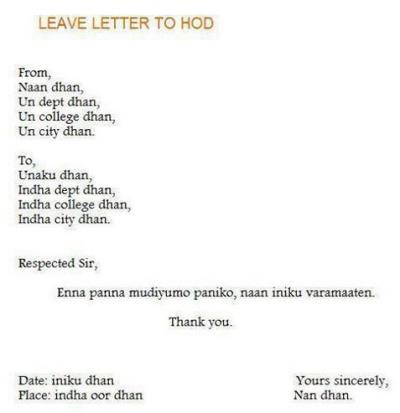 LEAVE LETTER TO HOD
From,
Naan dhan,
Un dept dhan,
Un college dhan,
Un city dhan.
To,
Unaku dhan,
Indha dept dhan,
Indha college dhan,
Indha city dhan.
Respected Sir,
Enna panna mudiyumo paniko, naan iniku varamaaten.
Thank you.
Date: iniku dhan Yours sincerely,
Place: indha oor dhan Nan dhan.